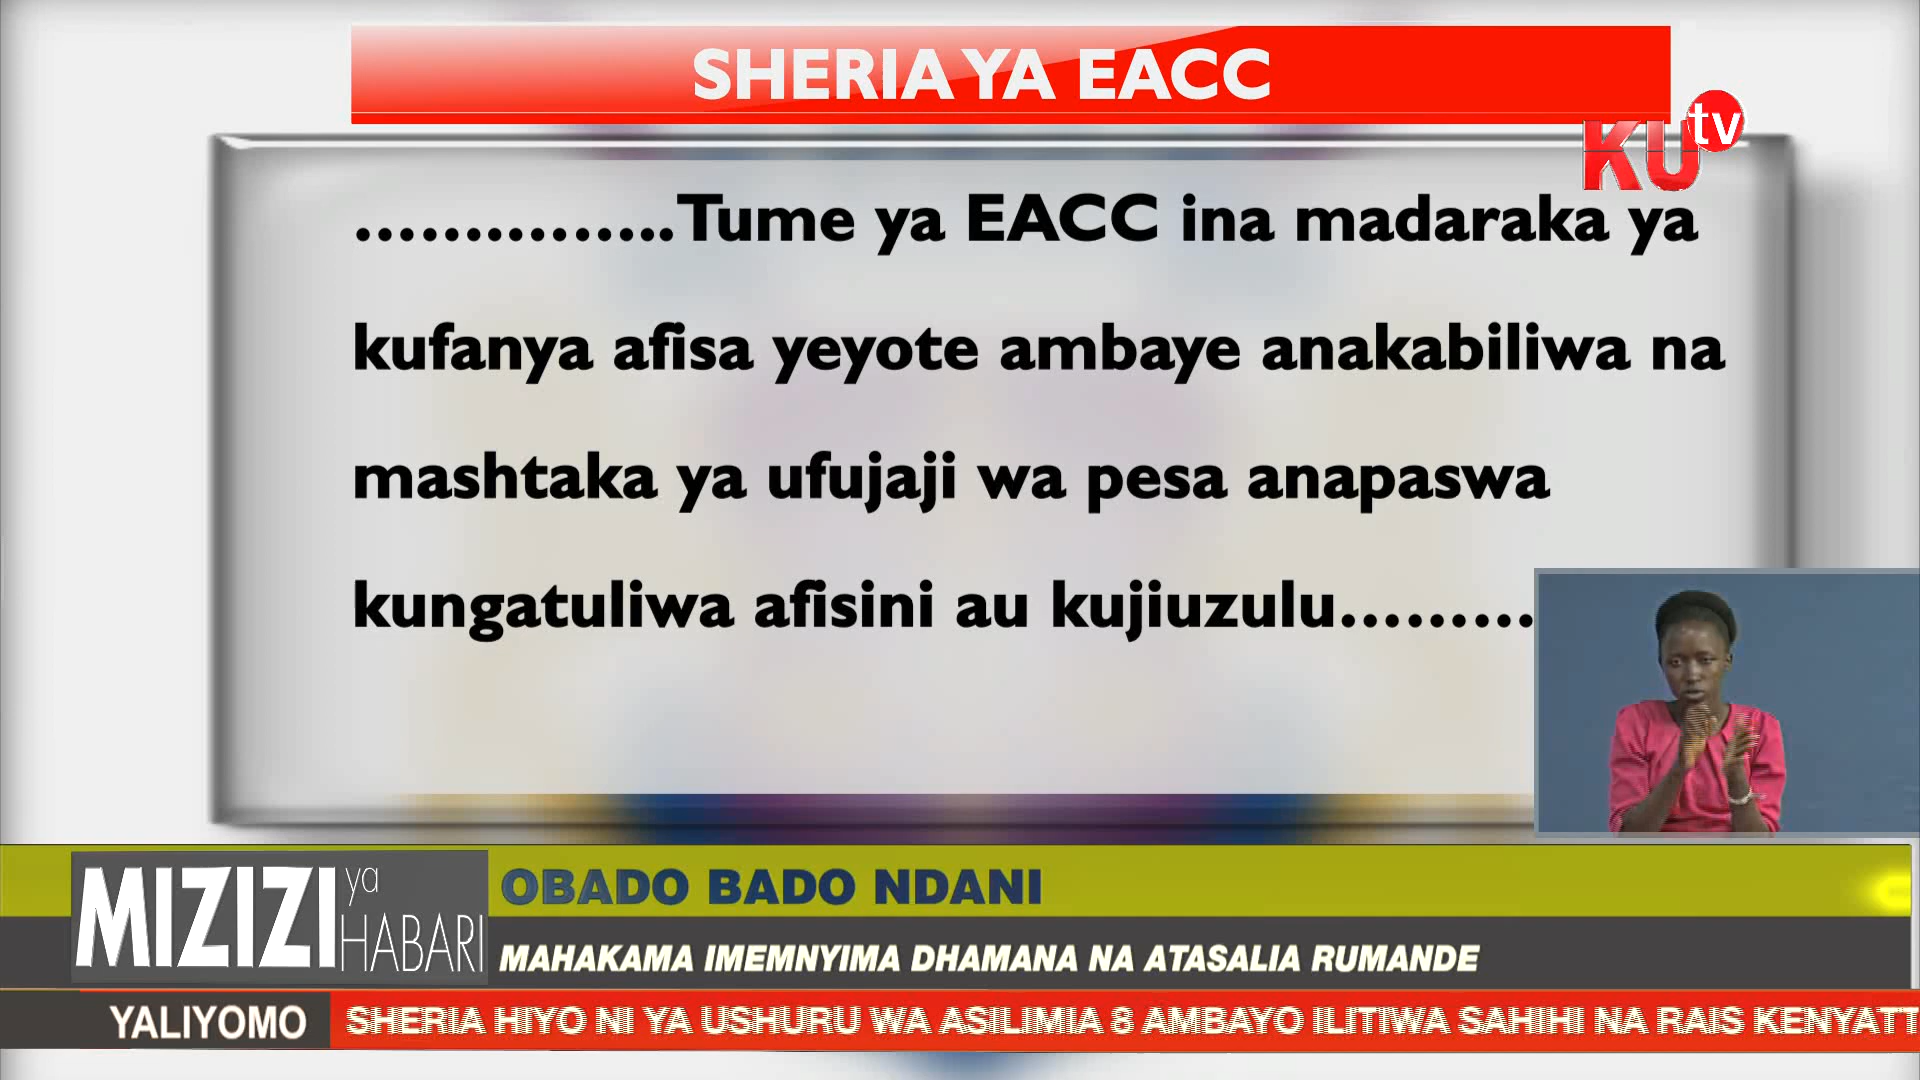 SHERIA YA EACC
KU tv
...............Tume ya EACC ina madaraka ya
kufanya afisa yeyote ambaye anakabiliwa na
mashtaka ya ufujaji wa pesa anapaswa
kungatuliwa afisini au kujiuzulu..........
MIZIZI ya HABARI
OBADO BADO NDANI
MAHAKAMA IMEMNYIMA DHAMANA NA ATASALIA RUMANDE
YALIYOMO
SHERIA HIYO NI YA USHURU WA ASILIMIA 8 AMBAYO ILITIWA SAHIHI NA RAIS KENYATT